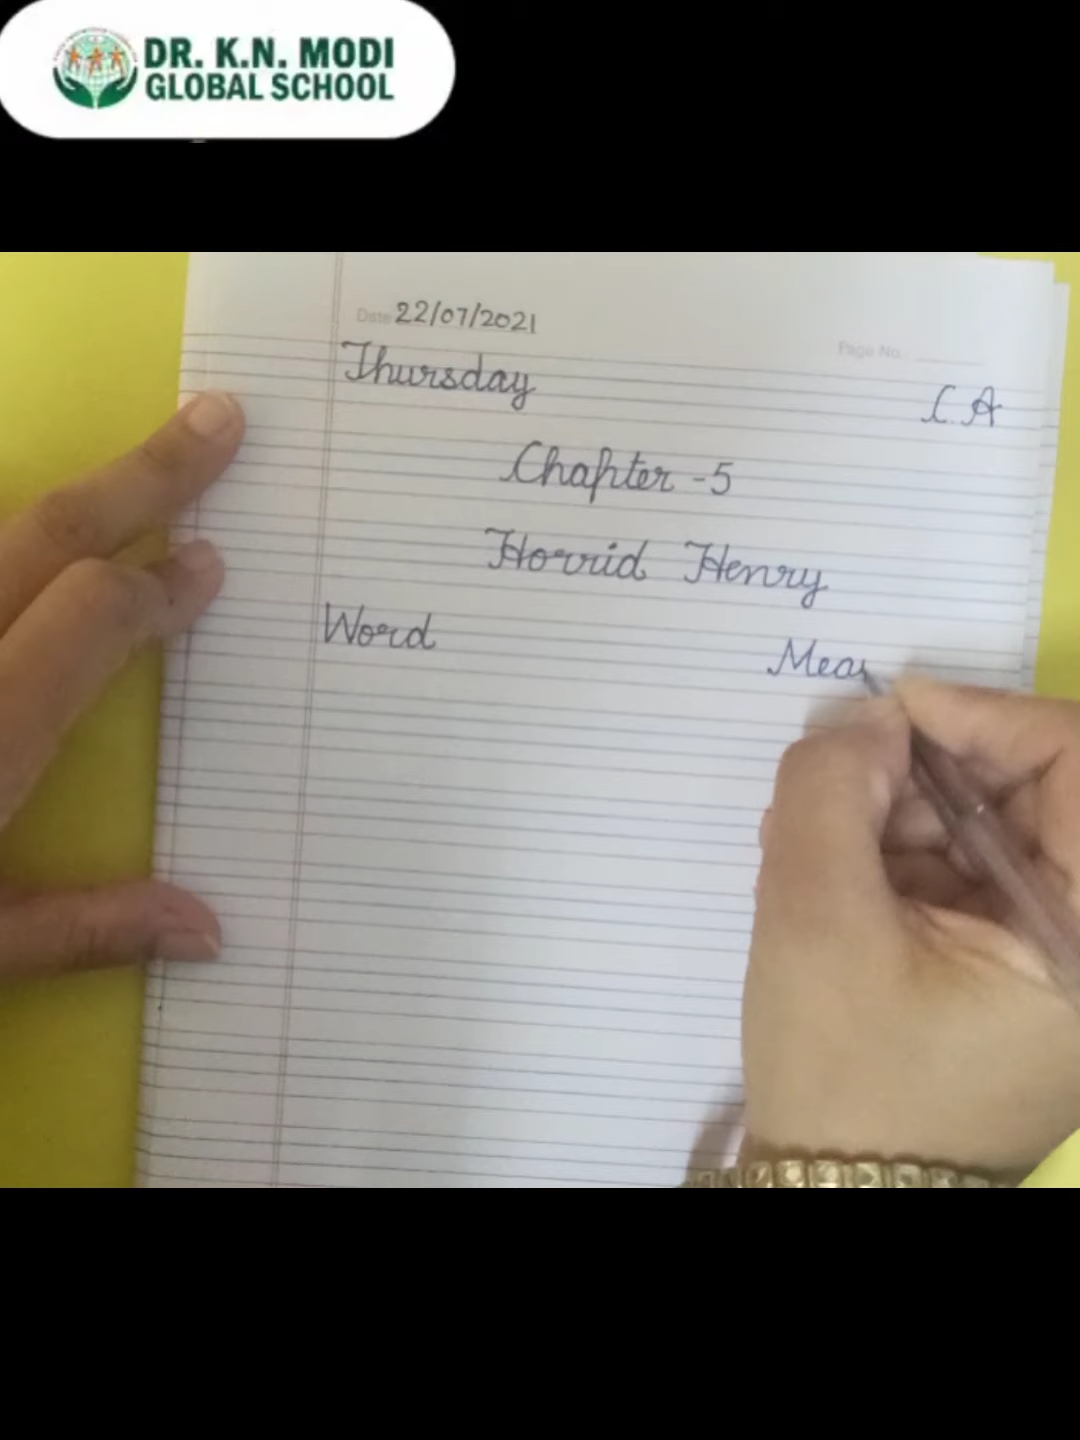 DR. K.N. MODI
GLOBAL SCHOOL
Date 22/07/2021
Page No.
Thursday
C.A
Chapter -5
Horrid Henry
Word Mea